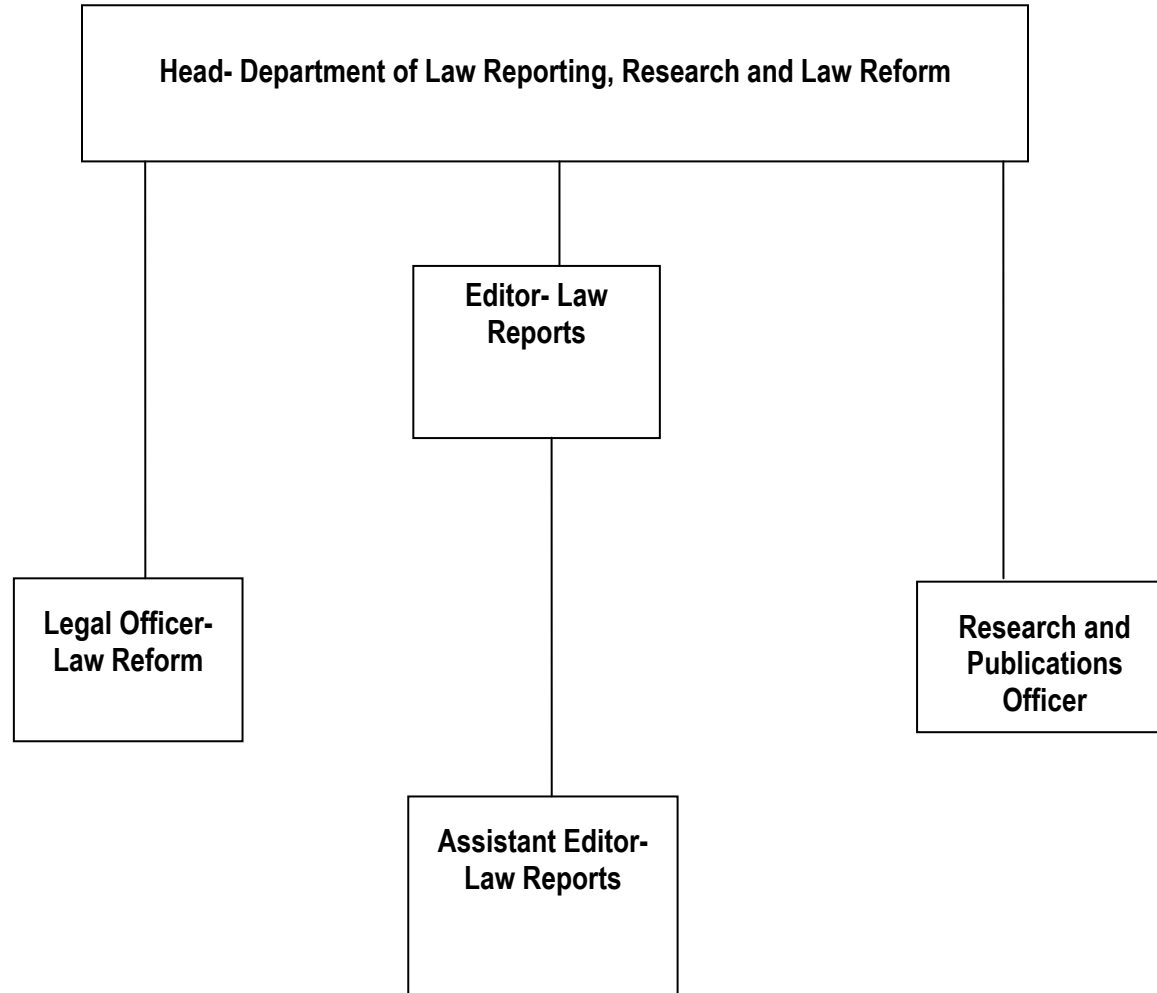 Head- Department of Law Reporting, Research and Law Reform
Editor- Law
Reports
Legal Officer-
Law Reform
Research and
Publications
Officer
Assistant Editor-
Law Reports